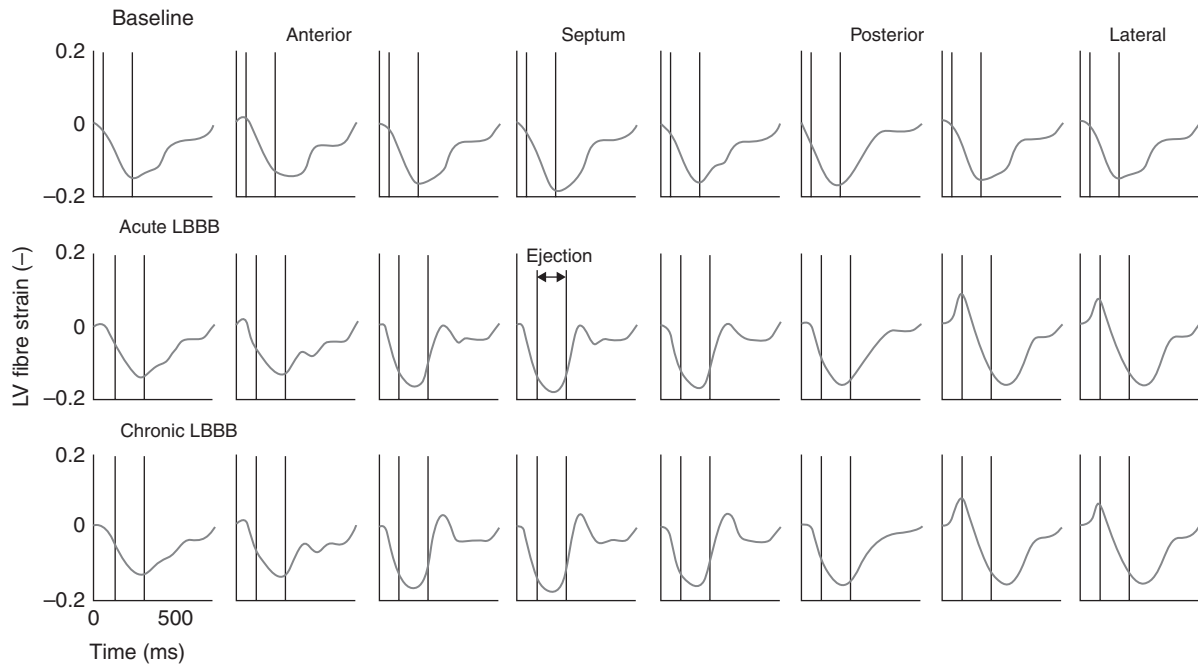 Baseline
Anterior
Septum
Posterior
Lateral
0.2
0
–0.2
Acute LBBB
0.2
0
–0.2
Ejection
LV fibre strain (–)
Chronic LBBB
0.2
0
–0.2
0
500
Time (ms)